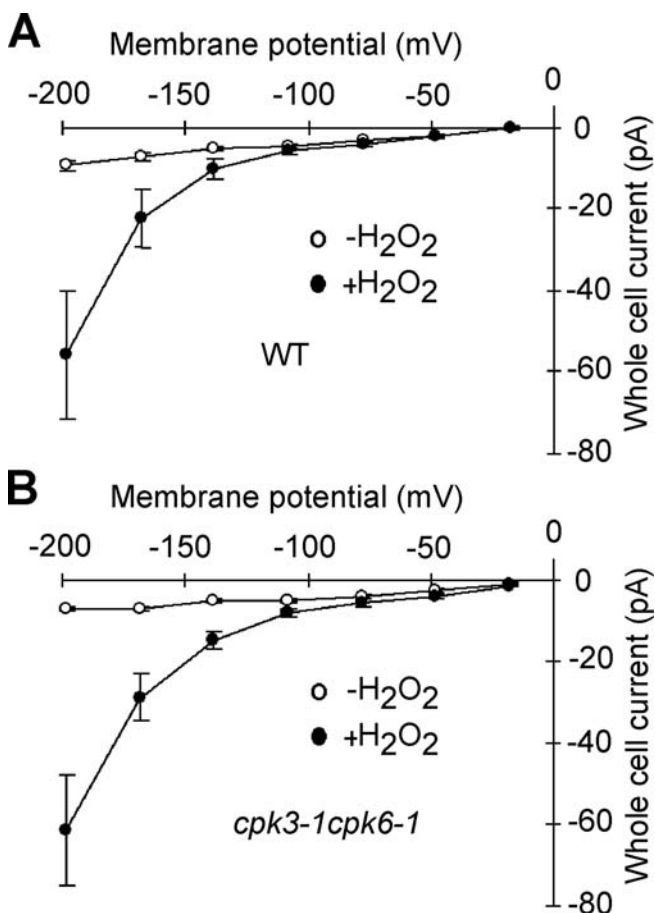 A
Membrane potential (mV)
-200 -150 -100 -50 0
0
-20
-40
-60
-80
Whole cell current (pA)
-H₂O₂
+H₂O₂
WT
B
Membrane potential (mV)
-200 -150 -100 -50 0
0
-20
-40
-60
-80
Whole cell current (pA)
-H₂O₂
+H₂O₂
cpk3-1cpk6-1